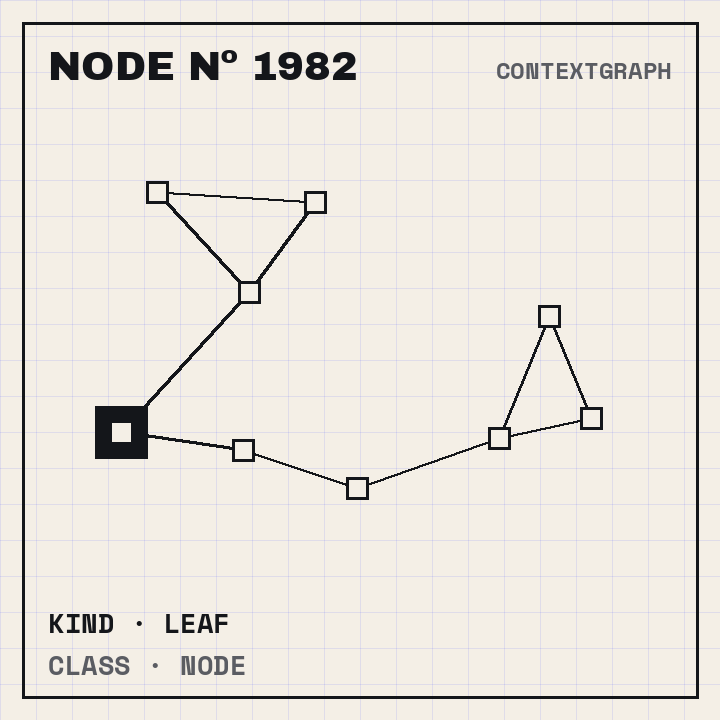 NODE Nº 1982
CONTEXTGRAPH
KIND · LEAF
CLASS · NODE